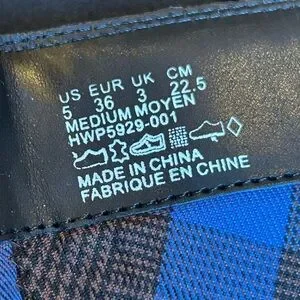 US EUR UK CM
5 36 3 22.5
MEDIUM MOYEN
HWP5929-001
MADE IN CHINA
FABRIQUE EN CHINE